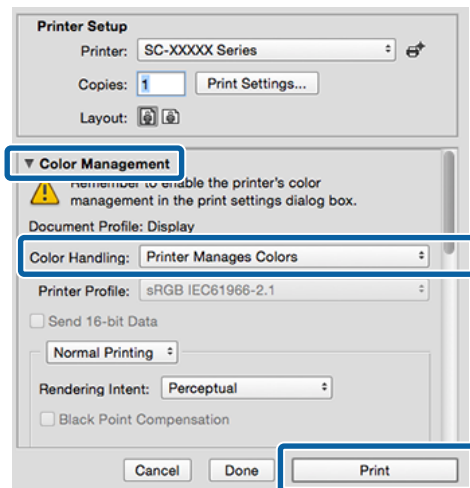 Printer Setup
Printer: SC-XXXXX Series
Copies: 1 Print Settings...
Layout:
▼ Color Management
Remember to enable the printer's color
management in the print settings dialog box.
Document Profile: Display
Color Handling: Printer Manages Colors
Printer Profile: sRGB IEC61966-2.1
Send 16-bit Data
Normal Printing
Rendering Intent: Perceptual
Black Point Compensation
Cancel Done Print